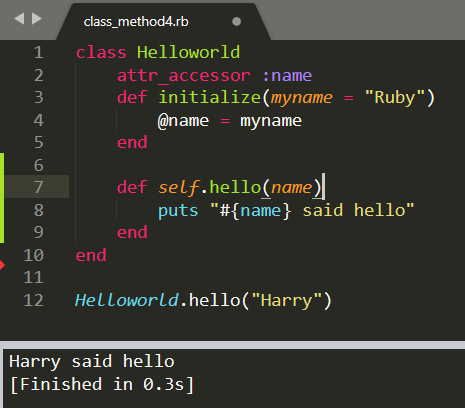 class_method4.rb
1 class Helloworld
2     attr_accessor :name
3     def initialize(myname = "Ruby")
4         @name = myname
5     end
6
7     def self.hello(name)
8         puts "#{name} said hello"
9     end
10 end
11
12 Helloworld.hello("Harry")
Harry said hello
[Finished in 0.3s]